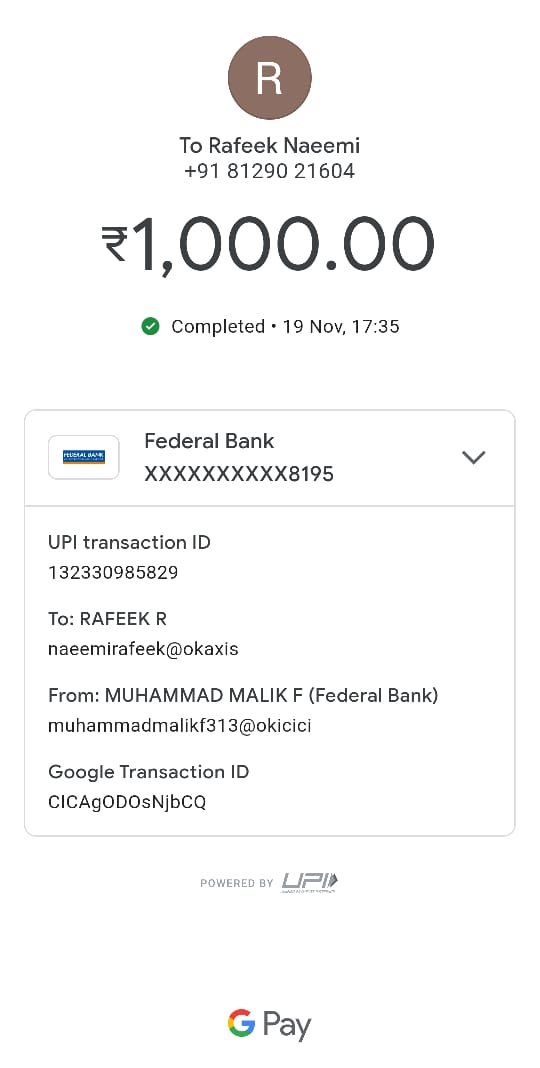 R
To Rafeek Naeemi
+91 81290 21604
₹1,000.00
Completed • 19 Nov, 17:35
FEDERAL BANK
Federal Bank
XXXXXXXXXX8195
UPI transaction ID
132330985829
To: RAFEEK R
naeemirafeek@okaxis
From: MUHAMMAD MALIK F (Federal Bank)
muhammadmalikf313@okicici
Google Transaction ID
CICAgODOsNjbCQ
POWERED BY UPI
G Pay